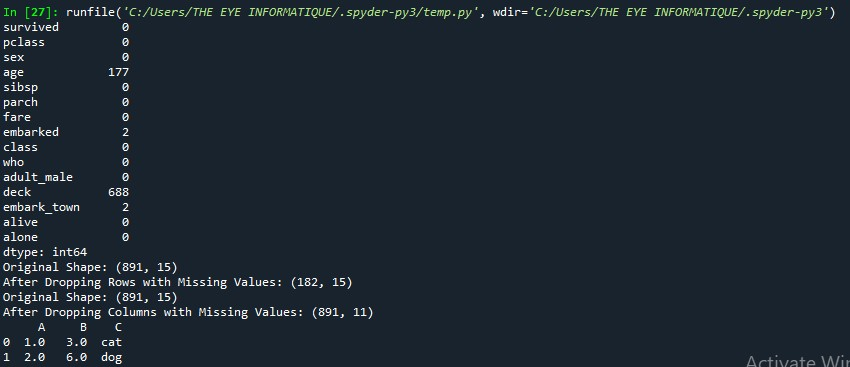 In [27]: runfile('C:/Users/THE EYE INFORMATIQUE/.spyder-py3/temp.py', wdir='C:/Users/THE EYE INFORMATIQUE/.spyder-py3')
survived         0
pclass           0
sex              0
age            177
sibsp            0
parch            0
fare             0
embarked         2
class            0
who              0
adult_male       0
deck           688
embark_town      2
alive            0
alone            0
dtype: int64
Original Shape: (891, 15)
After Dropping Rows with Missing Values: (182, 15)
Original Shape: (891, 15)
After Dropping Columns with Missing Values: (891, 11)
     A    B    C
0  1.0  3.0  cat
1  2.0  6.0  dog
Activate